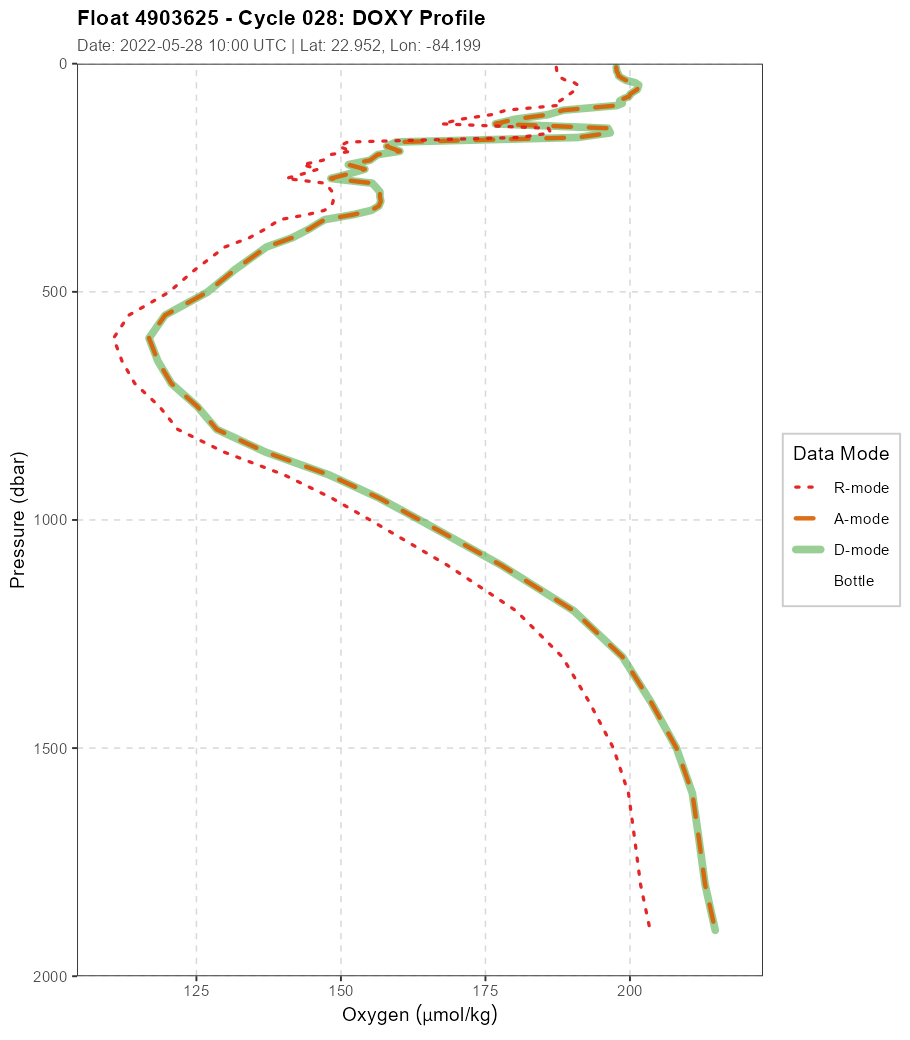 Float 4903625 - Cycle 028: DOXY Profile
Date: 2022-05-28 10:00 UTC | Lat: 22.952, Lon: -84.199
0
500
1000
1500
2000
Pressure (dbar)
125 150 175 200
Oxygen (µmol/kg)
Data Mode
R-mode
A-mode
D-mode
Bottle